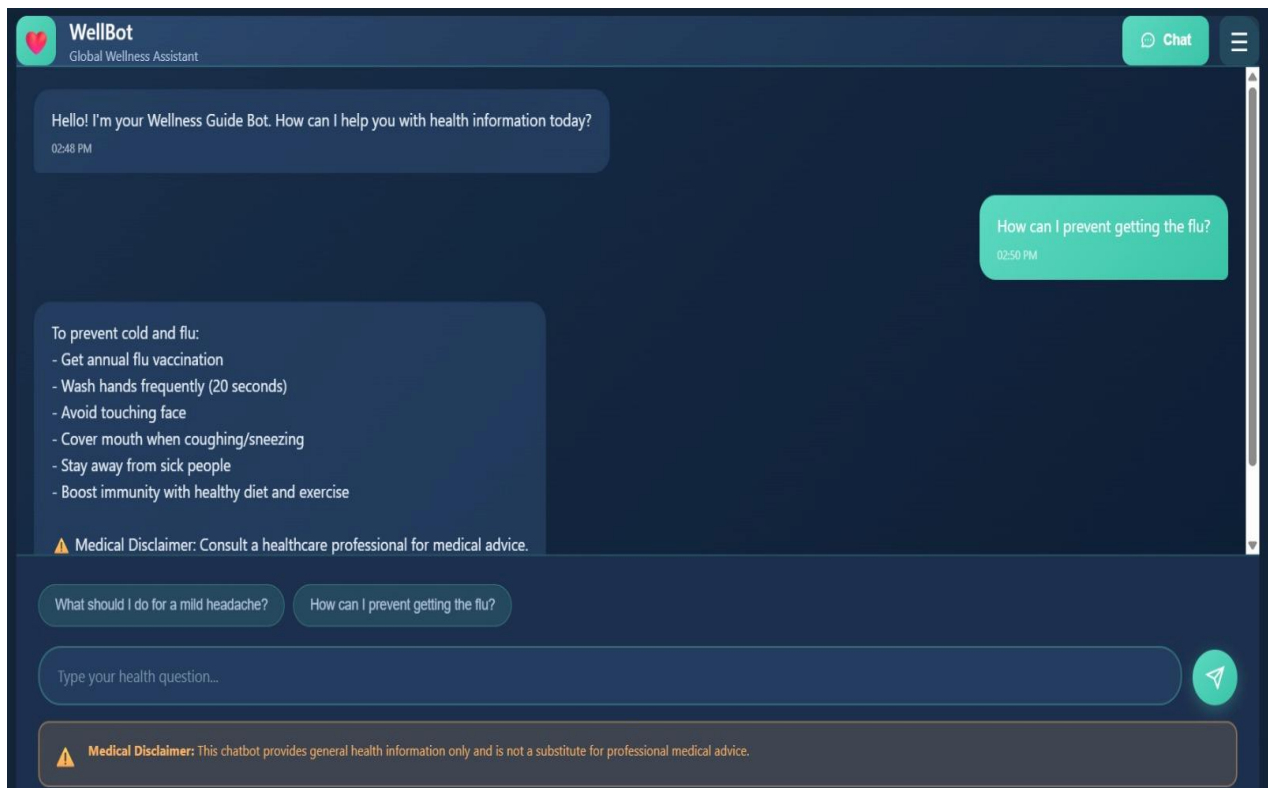 WellBot
Global Wellness Assistant
Chat
Hello! I'm your Wellness Guide Bot. How can I help you with health information today?
02:48 PM
How can I prevent getting the flu?
02:50 PM
To prevent cold and flu:
- Get annual flu vaccination
- Wash hands frequently (20 seconds)
- Avoid touching face
- Cover mouth when coughing/sneezing
- Stay away from sick people
- Boost immunity with healthy diet and exercise
⚠ Medical Disclaimer: Consult a healthcare professional for medical advice.
What should I do for a mild headache?
How can I prevent getting the flu?
Type your health question...
Medical Disclaimer: This chatbot provides general health information only and is not a substitute for professional medical advice.